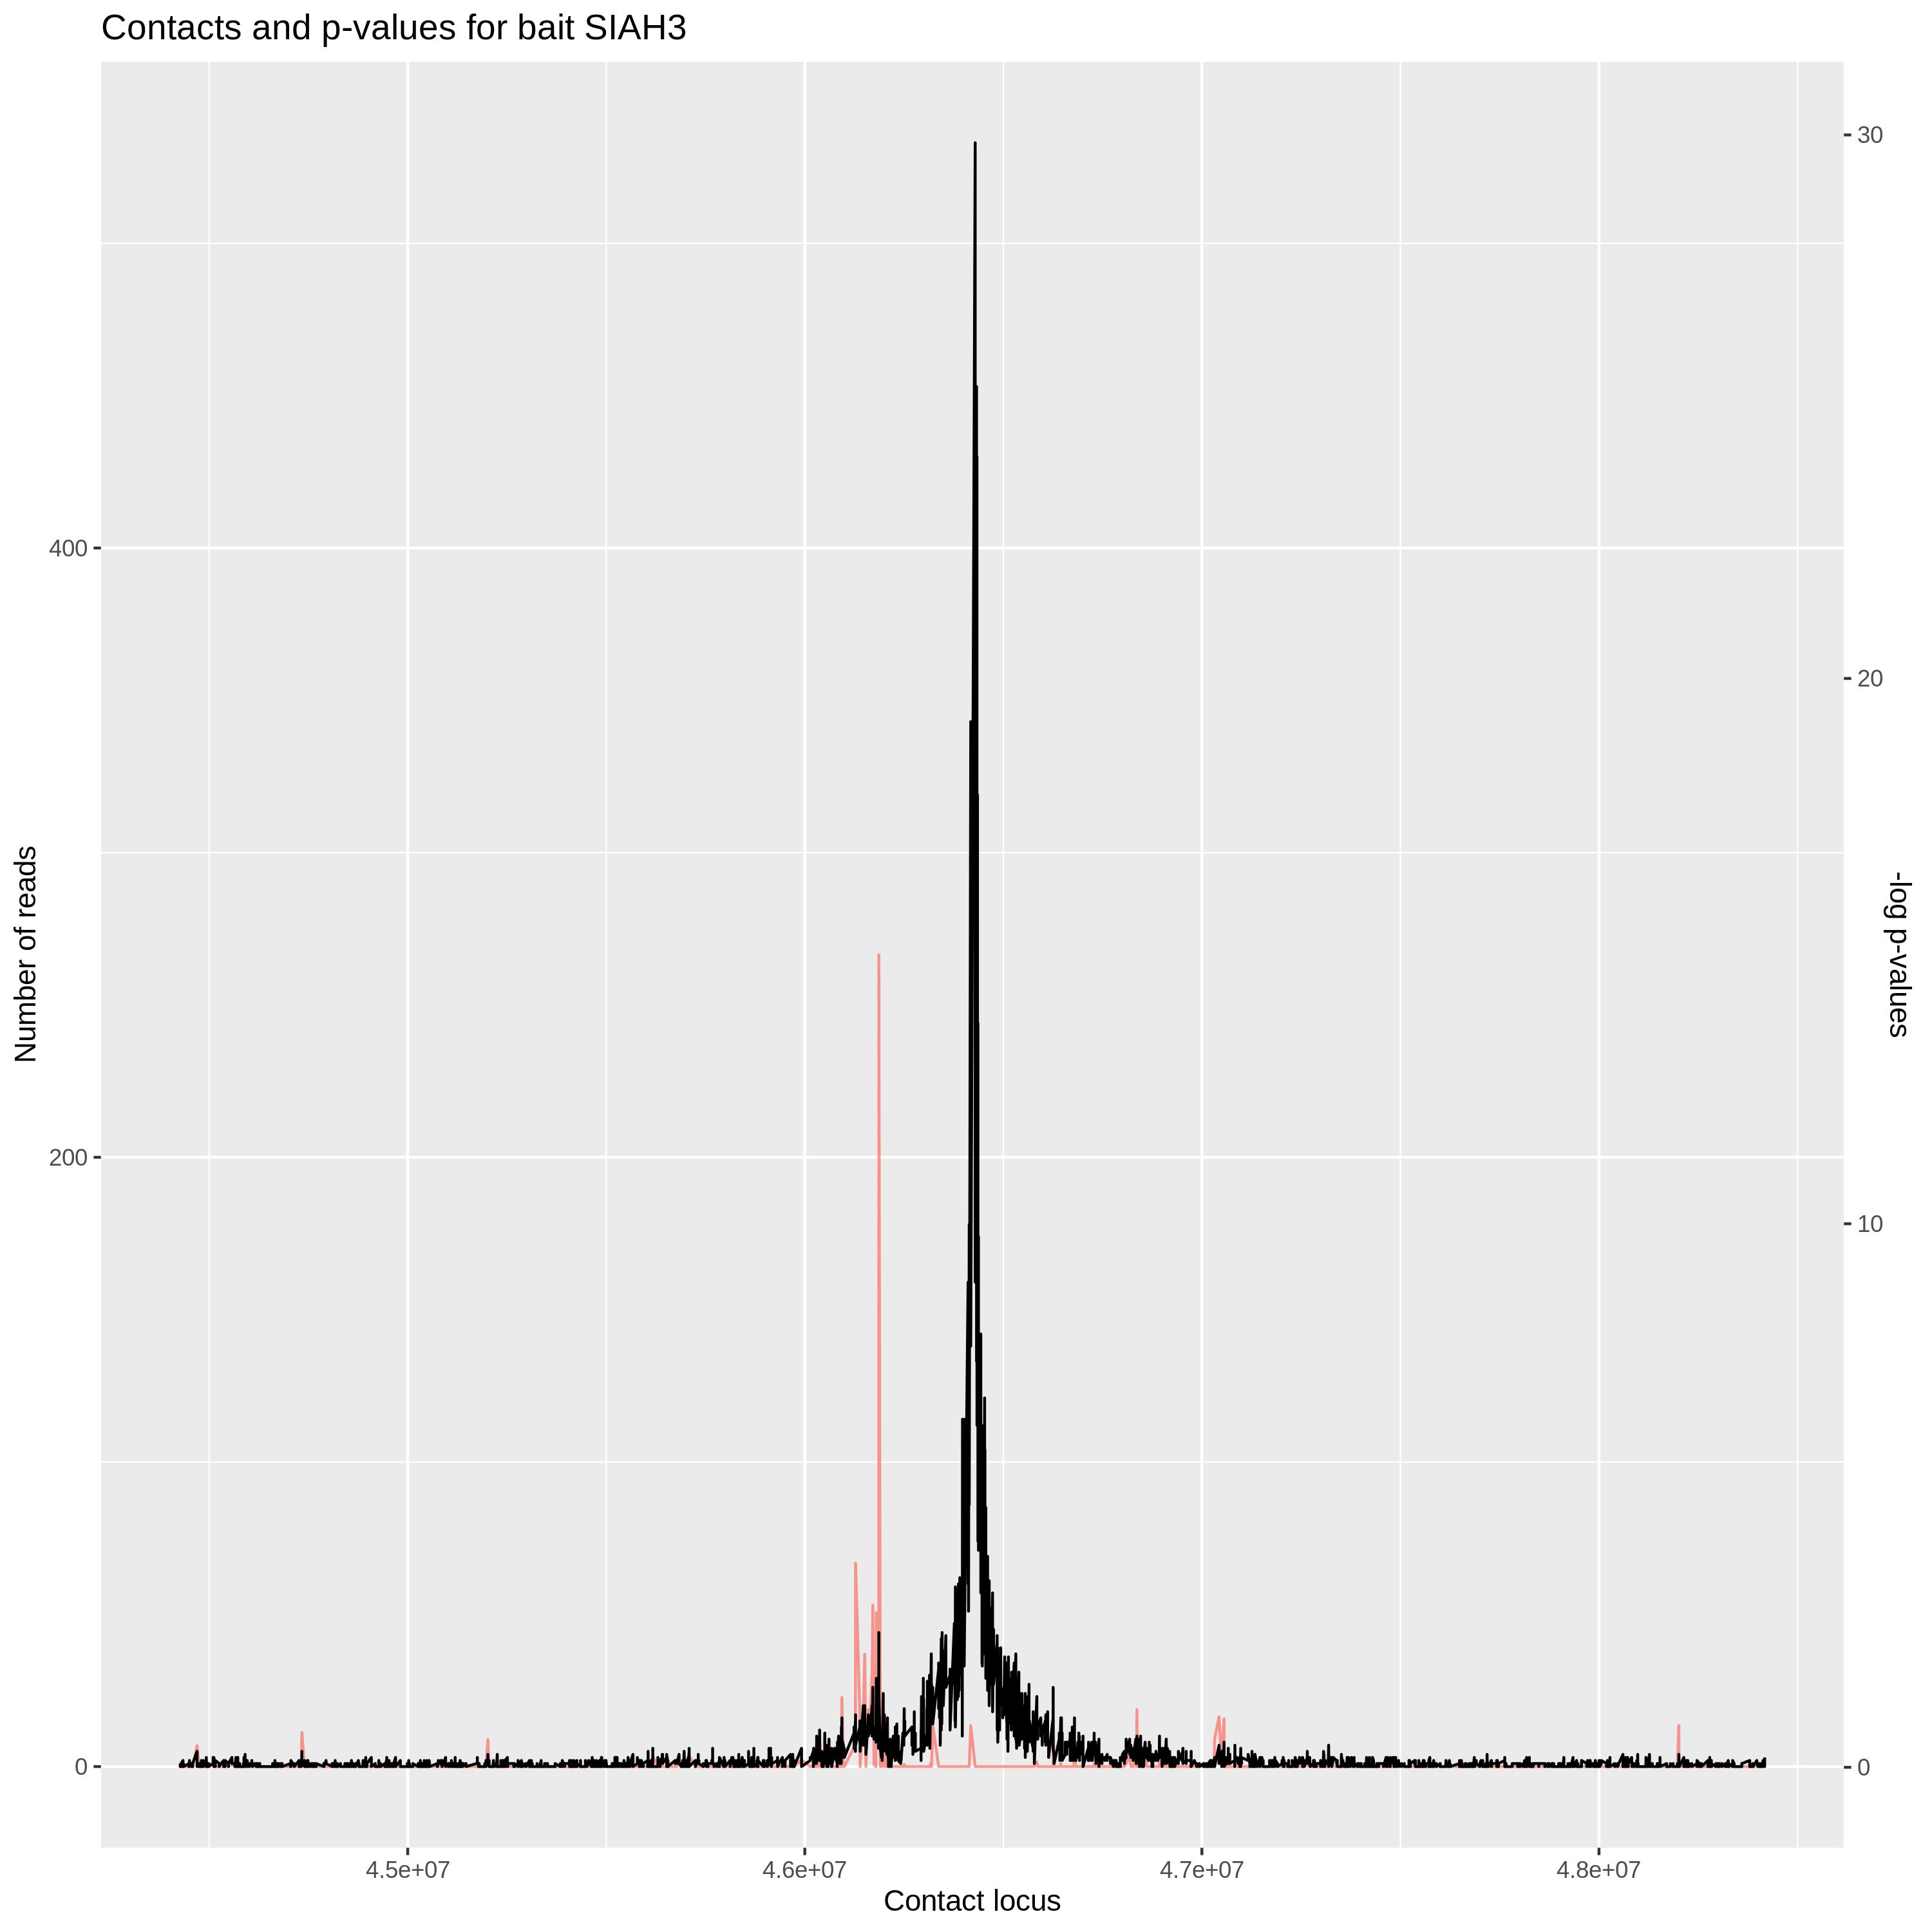 Contacts and p-values for bait SIAH3
30
400
20
Number of reads
-log p-values
200
10
0
0
4.5e+07
4.6e+07
4.7e+07
4.8e+07
Contact locus